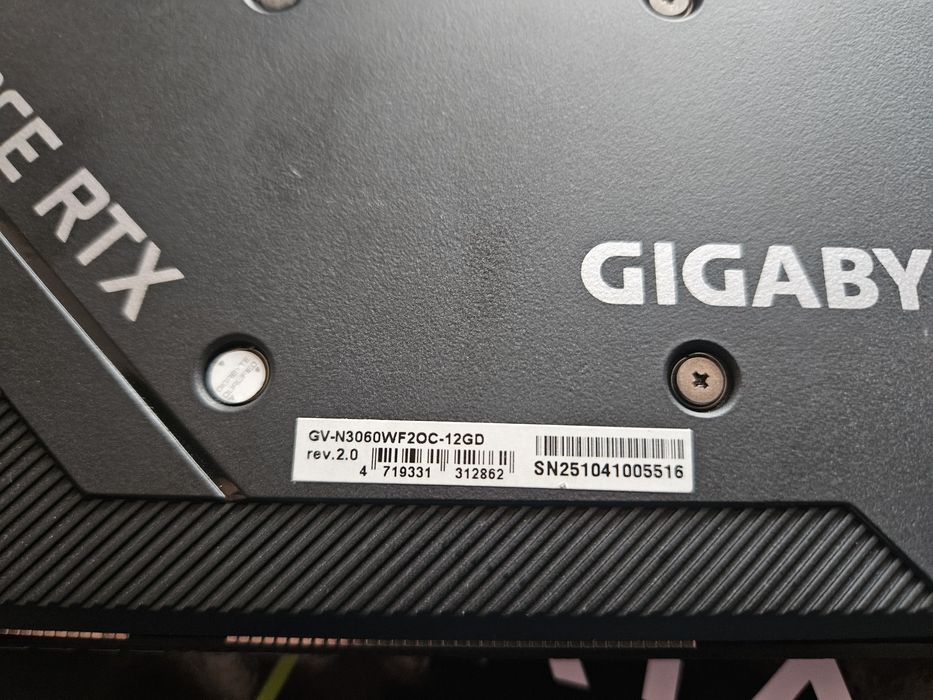 CE RTX
GIGABY
GV-N3060WF2OC-12GD
rev.2.0
4 719331 312862
SN251041005516